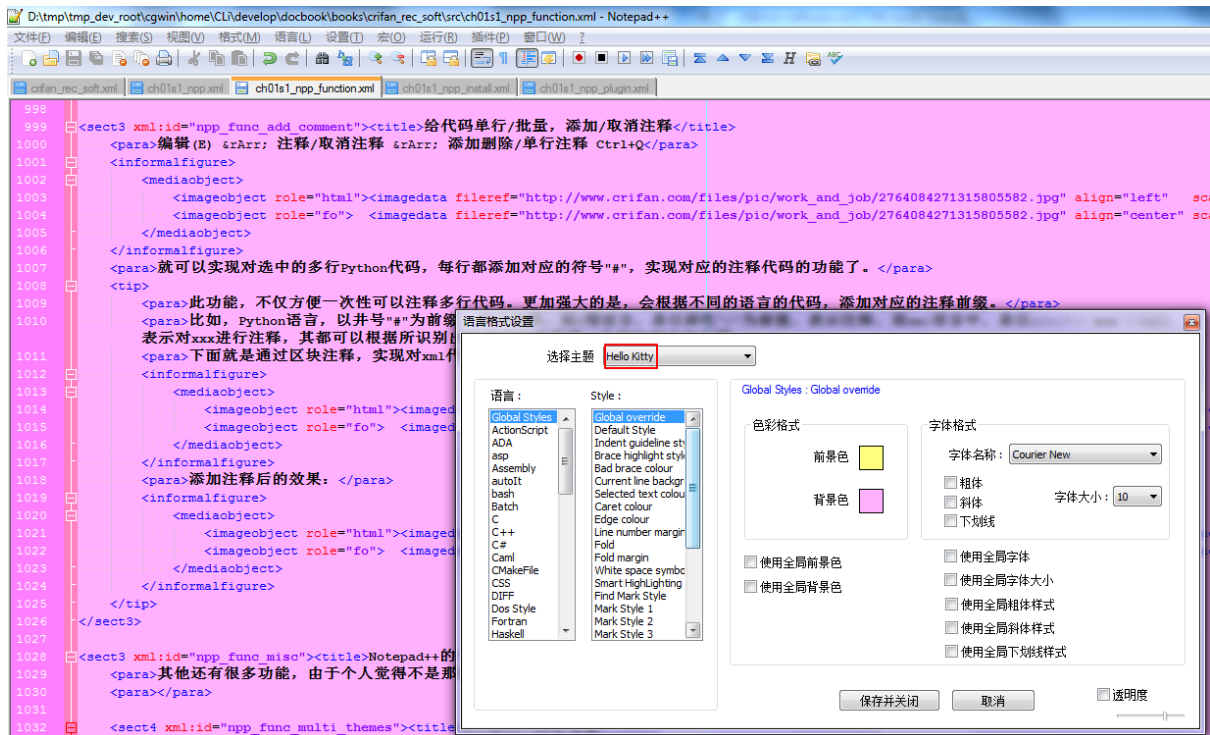 D:\tmp\tmp_dev_root\cgwin\home\CLi\develop\docbook\books\crifan_rec_soft\src\ch01s1_npp_function.xml - Notepad++
文件(F) 编辑(E) 搜索(S) 视图(V) 格式(M) 语言(L) 设置(T) 宏(O) 运行(R) 插件(P) 窗口(W) ?
crifan_rec_soft.xml ch01s1_npp.xml ch01s1_npp_function.xml ch01s1_npp_install.xml ch01s1_npp_plugin.xml
998
999 <sect3 xml:id="npp_func_add_comment"><title>给代码单行/批量，添加/取消注释</title>
1000 <para>编辑(E) &rArr; 注释/取消注释 &rArr; 添加删除/单行注释 Ctrl+Q</para>
1001 <informalfigure>
1002 <mediaobject>
1003 <imageobject role="html"><imagedata fileref="http://www.crifan.com/files/pic/work_and_job/2764084271315805582.jpg" align="left" sca
1004 <imageobject role="fo"> <imagedata fileref="http://www.crifan.com/files/pic/work_and_job/2764084271315805582.jpg" align="center" sca
1005 </mediaobject>
1006 </informalfigure>
1007 <para>就可以实现对选中的多行Python代码，每行都添加对应的符号"#"，实现对应的注释代码的功能了。</para>
1008 <tip>
1009 <para>此功能，不仅方便一次性可以注释多行代码。更加强大的是，会根据不同的语言的代码，添加对应的注释前缀。</para>
1010 <para>比如，Python语言，以井号"#"为前缀
表示对xxx进行注释，其都可以根据所识别出
1011 <para>下面就是通过区块注释，实现对xml代
1012 <informalfigure>
1013 <mediaobject>
1014 <imageobject role="html"><imaged
1015 <imageobject role="fo"> <imaged
1016 </mediaobject>
1017 </informalfigure>
1018 <para>添加注释后的效果：</para>
1019 <informalfigure>
1020 <mediaobject>
1021 <imageobject role="html"><imaged
1022 <imageobject role="fo"> <imaged
1023 </mediaobject>
1024 </informalfigure>
1025 </tip>
1026 </sect3>
1027
1028 <sect3 xml:id="npp_func_misc"><title>Notepad++的
1029 <para>其他还有很多功能，由于个人觉得不是那
1030 <para></para>
1031
1032 <sect4 xml:id="npp_func_multi_themes"><title
语言格式设置
选择主题 Hello Kitty
语言：
Global Styles
ActionScript
ADA
asp
Assembly
autoIt
bash
Batch
C
C++
C#
Caml
CMakeFile
CSS
DIFF
Dos Style
Fortran
Haskell
Style：
Global override
Default Style
Indent guideline sty
Brace highlight style
Bad brace colour
Current line backgr
Selected text colou
Caret colour
Edge colour
Line number margin
Fold
Fold margin
White space symbo
Smart HighLighting
Find Mark Style
Mark Style 1
Mark Style 2
Mark Style 3
Global Styles : Global override
色彩格式
前景色
背景色
使用全局前景色
使用全局背景色
字体格式
字体名称： Courier New
粗体
斜体
下划线
字体大小： 10
使用全局字体
使用全局字体大小
使用全局粗体样式
使用全局斜体样式
使用全局下划线样式
保存并关闭 取消 透明度